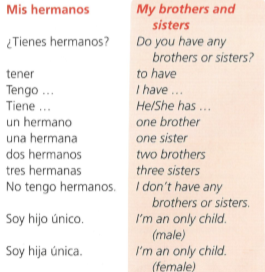 Mis hermanos My brothers and
sisters
¿Tienes hermanos? Do you have any
brothers or sisters?
tener to have
Tengo … I have …
Tiene … He/She has …
un hermano one brother
una hermana one sister
dos hermanos two brothers
tres hermanas three sisters
No tengo hermanos. I don't have any
brothers or sisters.
Soy hijo único. I'm an only child.
(male)
Soy hija única. I'm an only child.
(female)